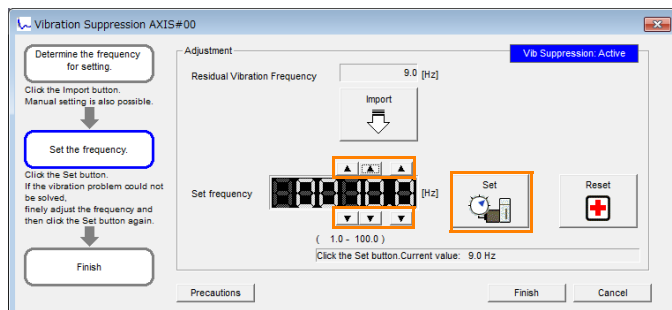 Vibration Suppression AXIS#00
Determine the frequency
for setting.
Click the Import button.
Manual setting is also possible.
Set the frequency.
Click the Set button.
If the vibration problem could not
be solved,
finely adjust the frequency and
then click the Set button again.
Finish
Adjustment
Vib Suppression: Active
Residual Vibration Frequency 9.0 [Hz]
Import
Set frequency [Hz]
Set
Reset
( 1.0 - 100.0 )
Click the Set button.Current value: 9.0 Hz
Precautions
Finish
Cancel